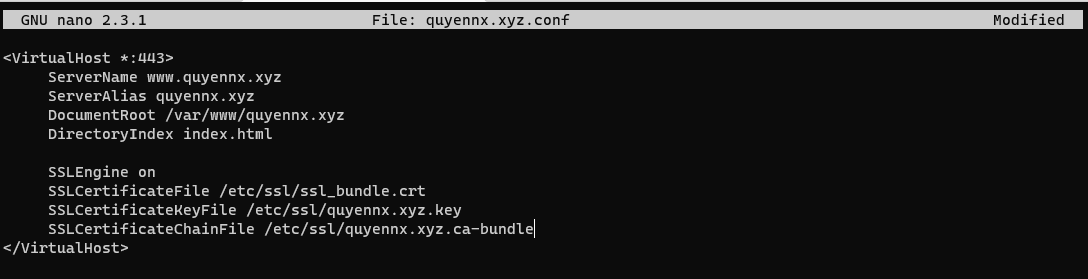 GNU nano 2.3.1 File: quyennx.xyz.conf Modified
<VirtualHost *:443>
ServerName www.quyennx.xyz
ServerAlias quyennx.xyz
DocumentRoot /var/www/quyennx.xyz
DirectoryIndex index.html
SSLEngine on
SSLCertificateFile /etc/ssl/ssl_bundle.crt
SSLCertificateKeyFile /etc/ssl/quyennx.xyz.key
SSLCertificateChainFile /etc/ssl/quyennx.xyz.ca-bundle
</VirtualHost>